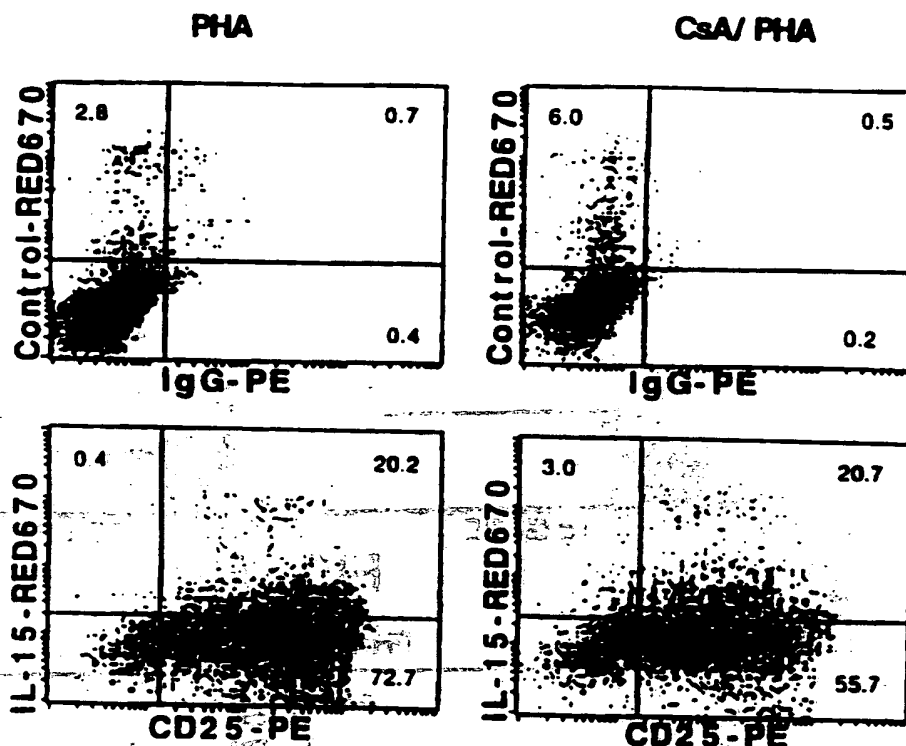 PHA
CsA/ PHA
Control-RED670
2.8
0.7
0.4
IgG-PE
Control-RED670
6.0
0.5
0.2
IgG-PE
IL-15-RED670
0.4
20.2
72.7
CD25-PE
IL-15-RED670
3.0
20.7
55.7
CD25-PE